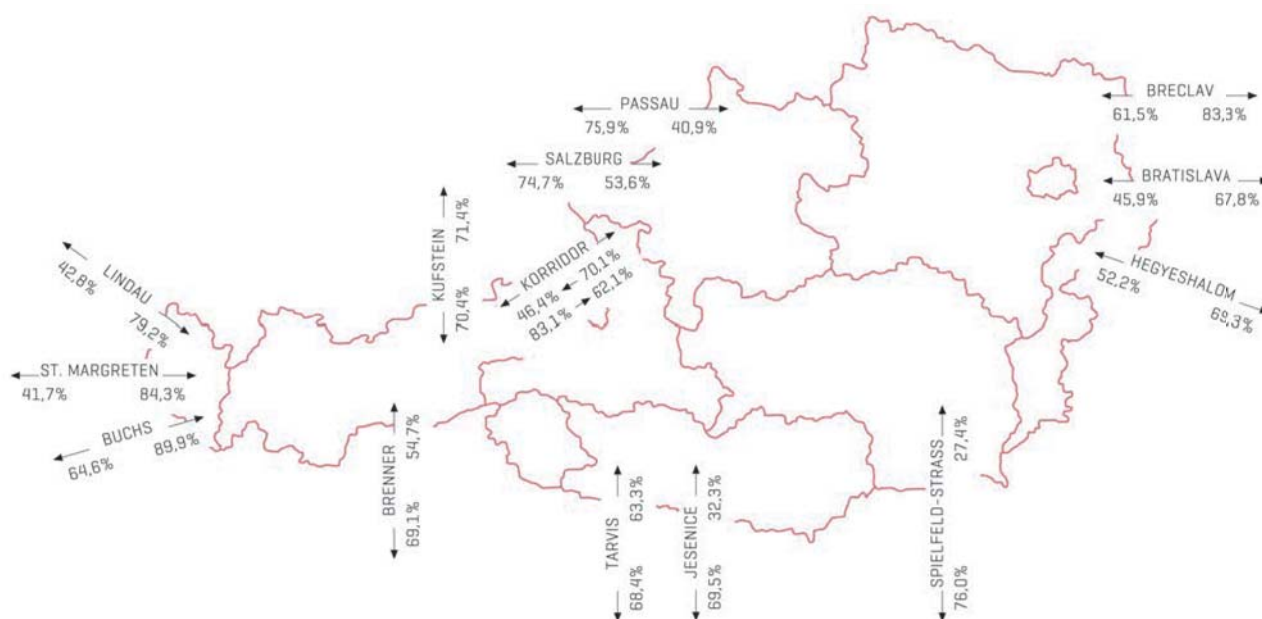 PASSAU
75,9% 40,9%
BRECLAV
61,5% 83,3%
SALZBURG
74,7% 53,6%
BRATISLAVA
45,9% 67,8%
KUFSTEIN
70,4% 71,4%
KORRIDOR
46,4% 70,1%
83,1% 62,1%
LINDAU
42,8% 79,2%
HEGYESHALOM
52,2% 69,3%
ST. MARGRETEN
41,7% 84,3%
BUCHS
64,6% 89,9%
BRENNER
69,1% 54,7%
TARVIS
68,4% 63,3%
JESENICE
69,5% 32,3%
SPIELFELD-STRASS
76,0% 27,4%